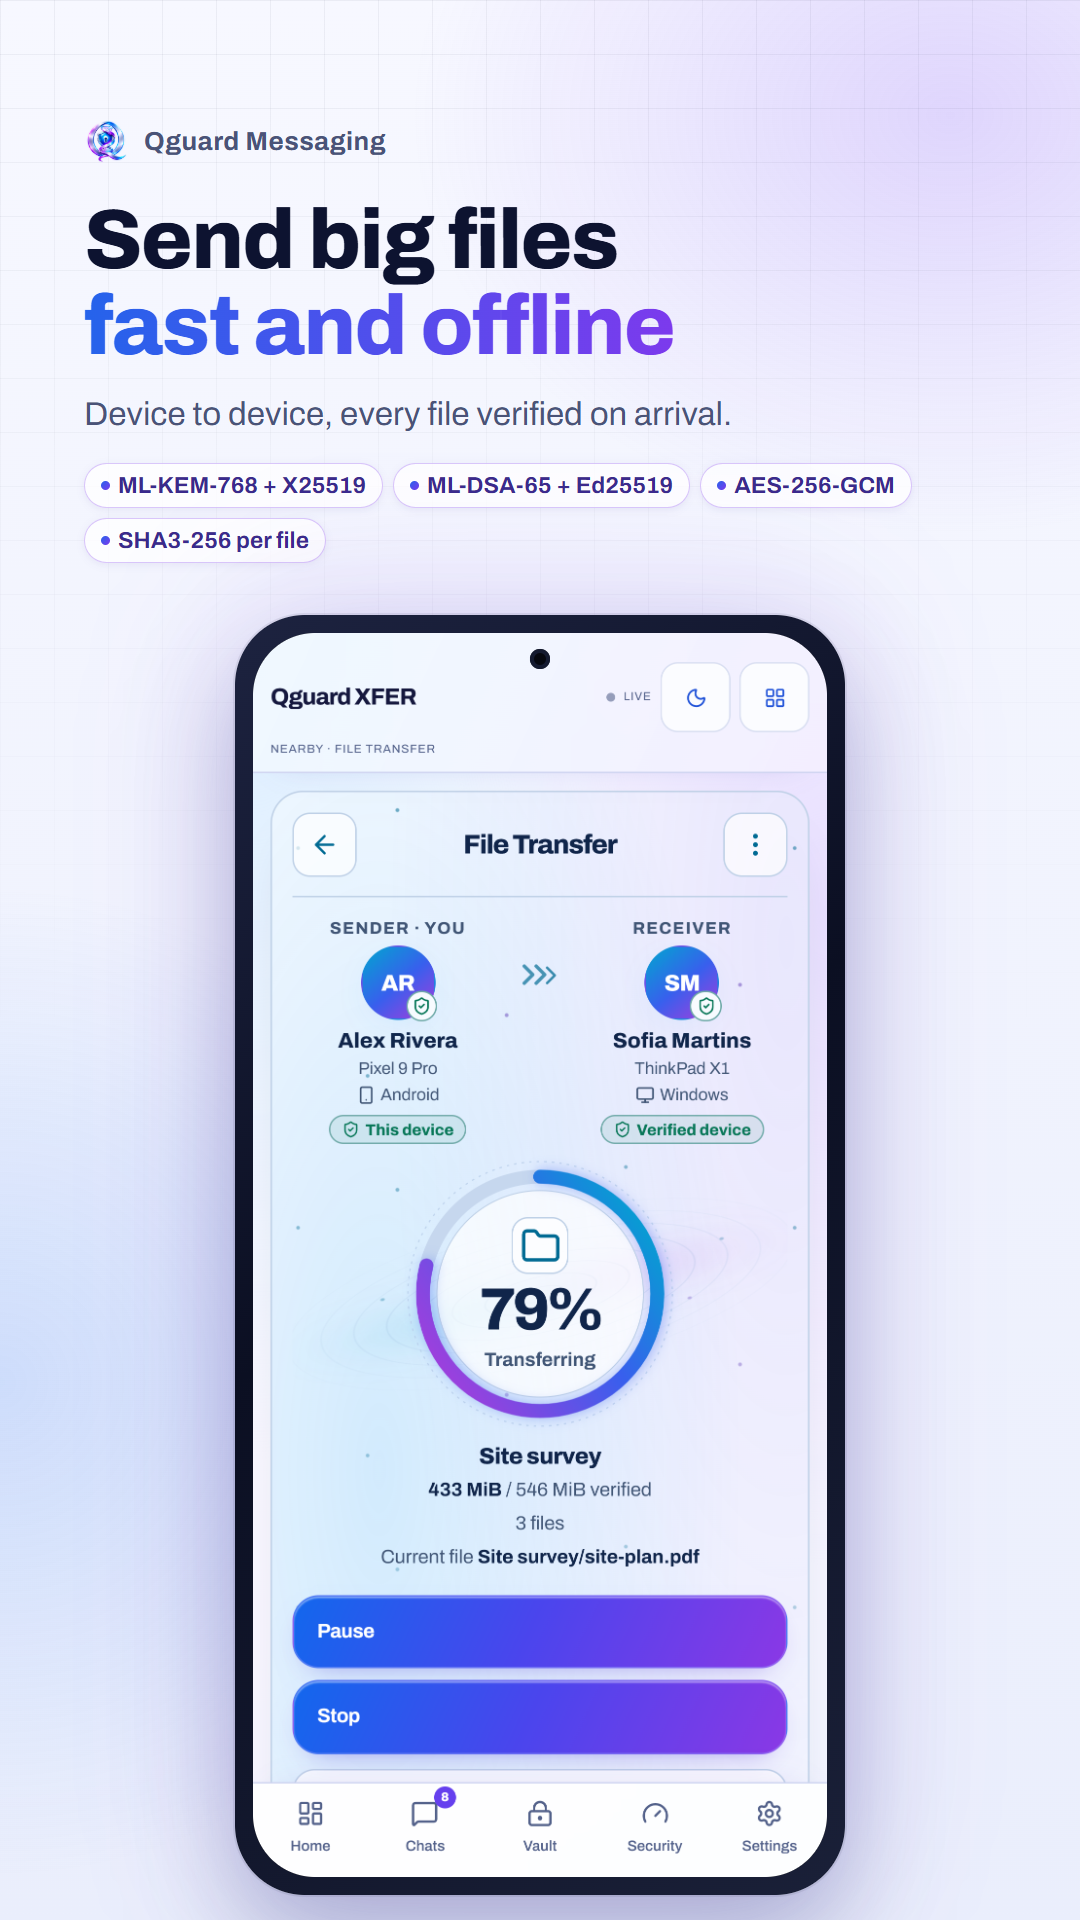 Qguard Messaging
Send big files
fast and offline
Device to device, every file verified on arrival.
ML-KEM-768 + X25519
ML-DSA-65 + Ed25519
AES-256-GCM
SHA3-256 per file
Qguard XFER
LIVE
NEARBY · FILE TRANSFER
File Transfer
SENDER · YOU
RECEIVER
AR
SM
Alex Rivera
Sofia Martins
Pixel 9 Pro
ThinkPad X1
Android
Windows
This device
Verified device
79%
Transferring
Site survey
433 MiB / 546 MiB verified
3 files
Current file Site survey/site-plan.pdf
Pause
Stop
8
Home
Chats
Vault
Security
Settings